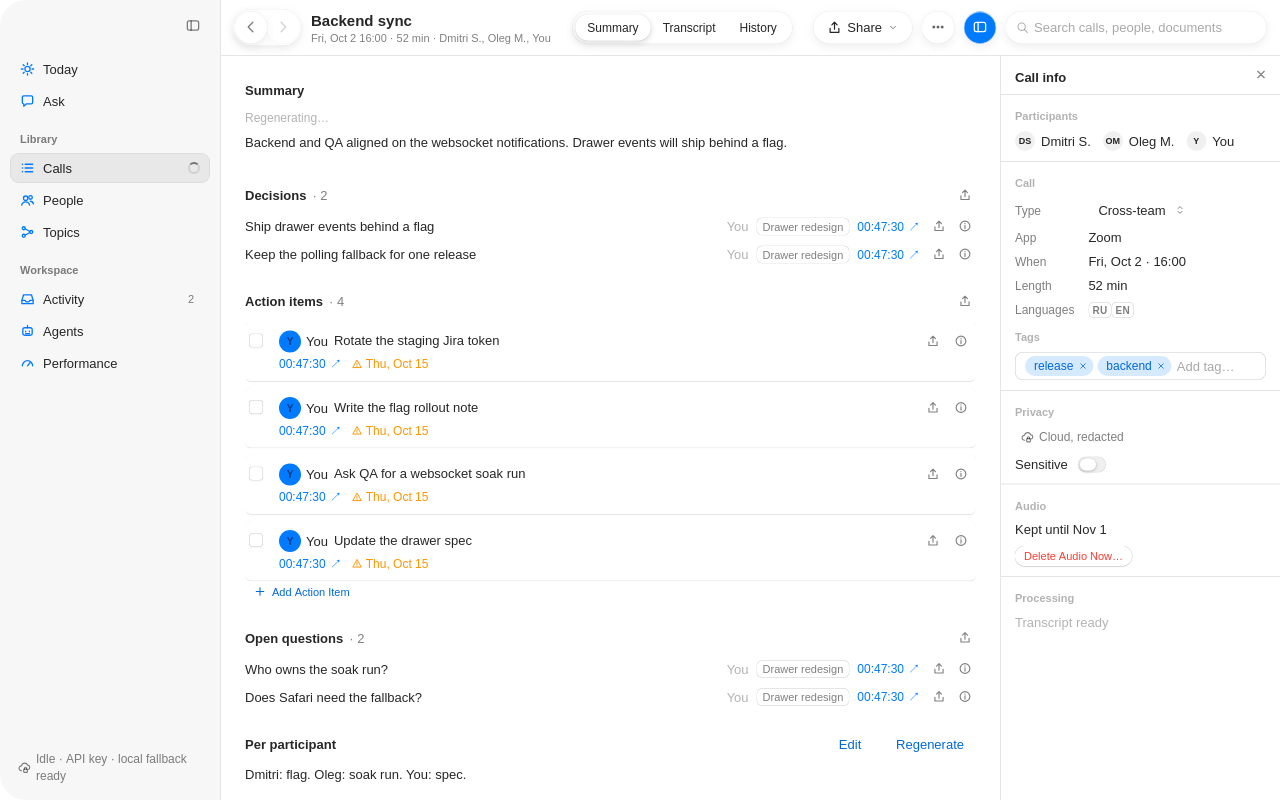 Today
Ask
Library
Calls
People
Topics
Workspace
Activity 2
Agents
Performance
Idle · API key · local fallback
ready
Backend sync
Fri, Oct 2 16:00 · 52 min · Dmitri S., Oleg M., You
Summary Transcript History
Share
Search calls, people, documents
Summary
Regenerating…
Backend and QA aligned on the websocket notifications. Drawer events will ship behind a flag.
Decisions · 2
Ship drawer events behind a flag You Drawer redesign 00:47:30
Keep the polling fallback for one release You Drawer redesign 00:47:30
Action items · 4
Y You Rotate the staging Jira token
00:47:30 Thu, Oct 15
Y You Write the flag rollout note
00:47:30 Thu, Oct 15
Y You Ask QA for a websocket soak run
00:47:30 Thu, Oct 15
Y You Update the drawer spec
00:47:30 Thu, Oct 15
Add Action Item
Open questions · 2
Who owns the soak run? You Drawer redesign 00:47:30
Does Safari need the fallback? You Drawer redesign 00:47:30
Per participant Edit Regenerate
Dmitri: flag. Oleg: soak run. You: spec.
Call info
Participants
DS Dmitri S. OM Oleg M. Y You
Call
Type Cross-team
App Zoom
When Fri, Oct 2 · 16:00
Length 52 min
Languages RU EN
Tags
release backend Add tag…
Privacy
Cloud, redacted
Sensitive
Audio
Kept until Nov 1
Delete Audio Now…
Processing
Transcript ready